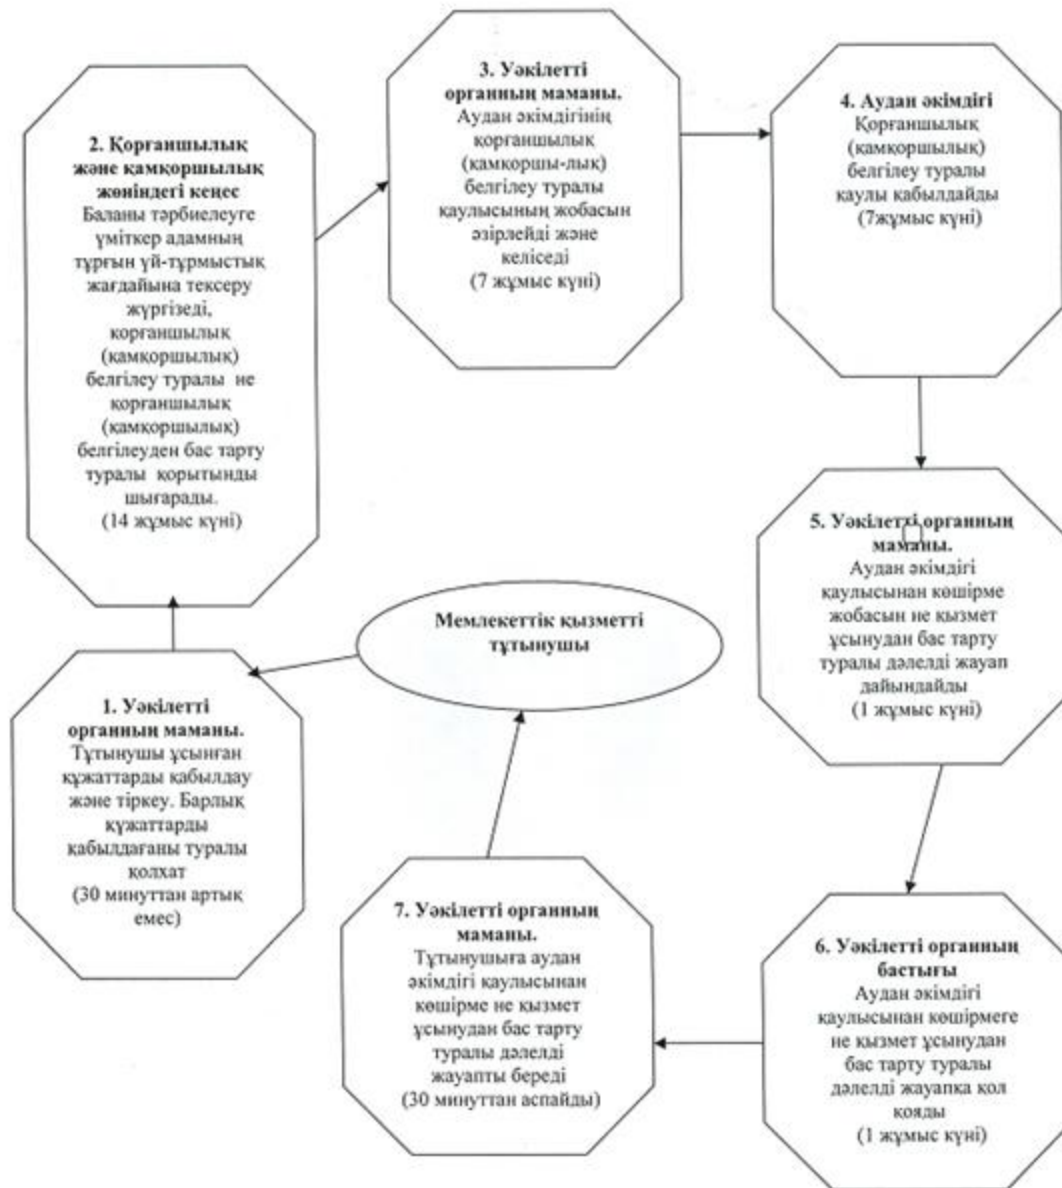 2. Қорғаншылық
және қамқоршылық
жөніндегі кеңес
Баланы тәрбиелеуге
үміткер адамның
тұрғын үй-тұрмыстық
жағдайына тексеру
жүргізеді,
қорғаншылық
(қамқоршылық)
белгілеу туралы не
қорғаншылық
(қамқоршылық)
белгілеуден бас тарту
туралы қорытынды
шығарады.
(14 жұмыс күні)
3. Уәкілетті
органның маманы.
Аудан әкімдігінің
қорғаншылық
(қамқоршы-лық)
белгілеу туралы
қаулысының жобасын
әзірлейді және
келіседі
(7 жұмыс күні)
4. Аудан әкімдігі
Қорғаншылық
(қамқоршылық)
белгілеу туралы
қаулы қабылдайды
(7жұмыс күні)
5. Уәкілетті органның
маманы.
Аудан әкімдігі
қаулысынан көшірме
жобасын не қызмет
ұсынудан бас тарту
туралы дәлелді жауап
дайындайды
(1 жұмыс күні)
Мемлекеттік қызметті
тұтынушы
1. Уәкілетті
органның маманы.
Тұтынушы ұсынған
құжаттарды қабылдау
және тіркеу. Барлық
құжаттарды
қабылдағаны туралы
қолхат
(30 минуттан артық
емес)
7. Уәкілетті органның
маманы.
Тұтынушыға аудан
әкімдігі қаулысынан
көшірме не қызмет
ұсынудан бас тарту
туралы дәлелді
жауапты береді
(30 минуттан аспайды)
6. Уәкілетті органның
бастығы
Аудан әкімдігі
қаулысынан көшірмеге
не қызмет ұсынудан
бас тарту туралы
дәлелді жауапқа қол
қояды
(1 жұмыс күні)